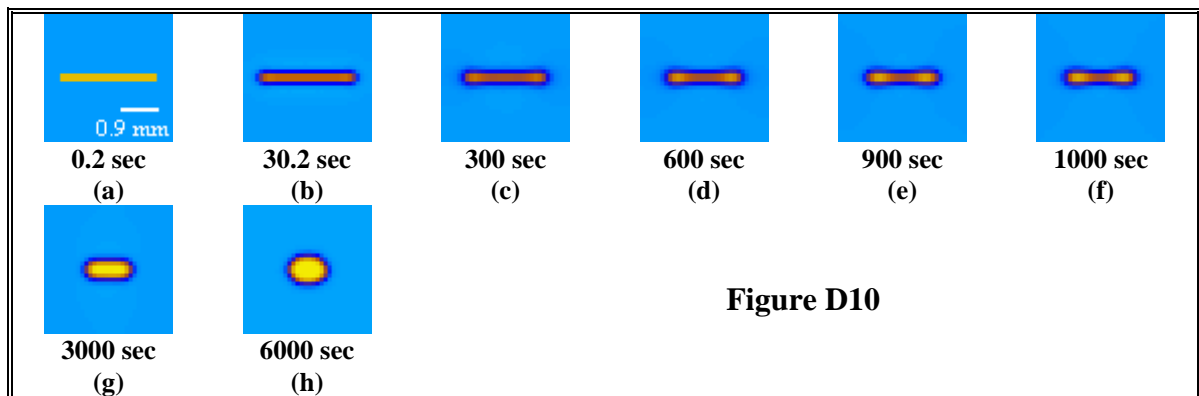 0.9 mm
0.2 sec 30.2 sec 300 sec 600 sec 900 sec 1000 sec
(a) (b) (c) (d) (e) (f)
Figure D10
3000 sec 6000 sec
(g) (h)